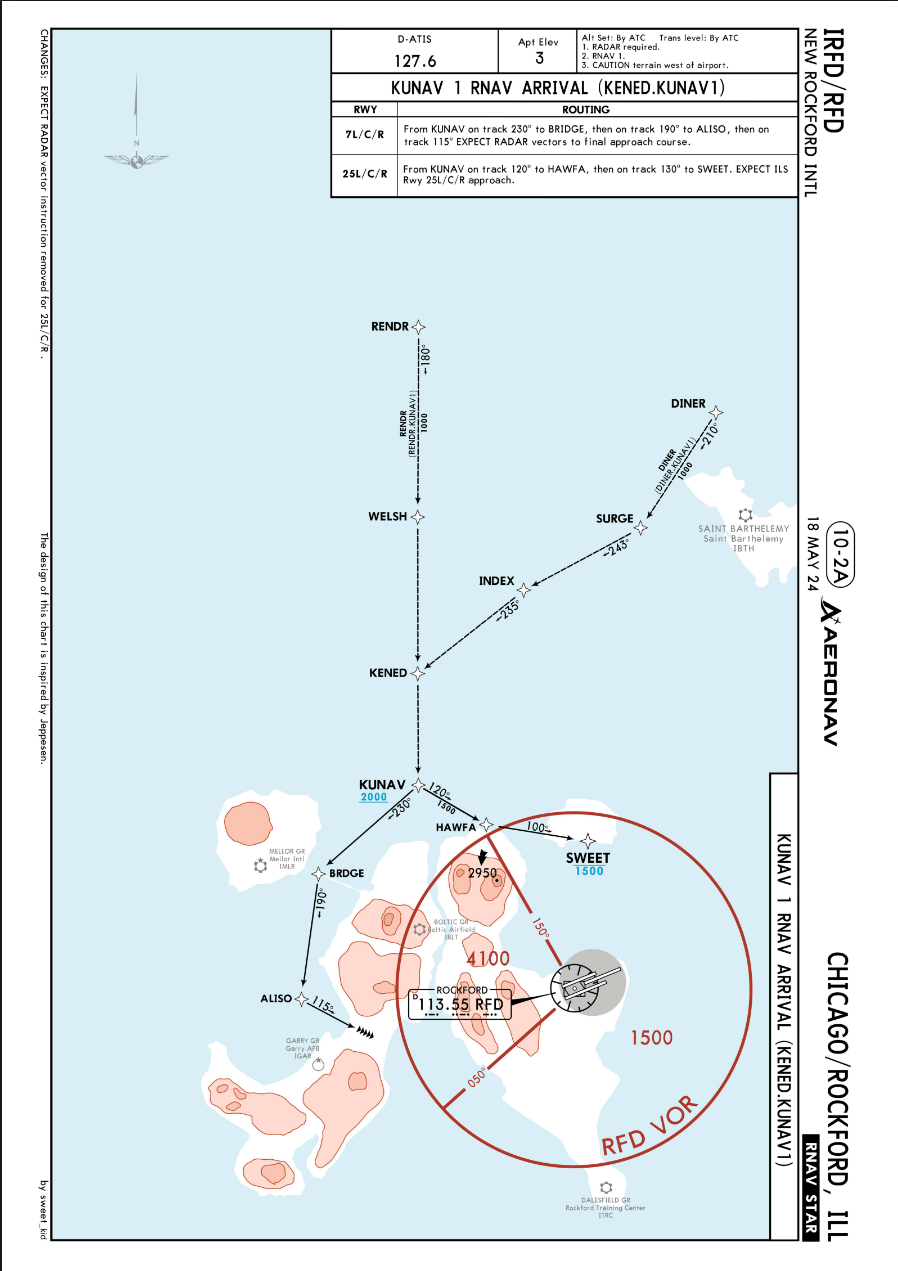 IRFD/RFD
NEW ROCKFORD INTL
10-2A
18 MAY 24
AERONAV
CHICAGO/ROCKFORD, ILL
RNAV STAR
D-ATIS
127.6
Apt Elev
3
Alt Set: By ATC Trans level: By ATC
1. RADAR required.
2. RNAV 1.
3. CAUTION terrain west of airport.
KUNAV 1 RNAV ARRIVAL (KENED.KUNAV1)
RWY
ROUTING
7L/C/R
From KUNAV on track 230° to BRIDGE, then on track 190° to ALISO, then on
track 115° EXPECT RADAR vectors to final approach course.
25L/C/R
From KUNAV on track 120° to HAWFA, then on track 130° to SWEET. EXPECT ILS
Rwy 25L/C/R approach.
N
RENDR
180°
RENDR
(RENDR.KUNAV1)
1000
DINER
210°
DINER
(DINER.KUNAV1)
1000
WELSH
SURGE
243°
SAINT BARTHELEMY
Saint Barthelemy
IBTH
INDEX
235°
KENED
KUNAV
2000
120°
1500
230°
HAWFA
100°
SWEET
1500
MELLOR GR
Mellor Intl
IMLR
BRDGE
190°
2950
BOLTIC GR
Boltic Airfield
IBLT
150°
4100
ROCKFORD
D
113.55 RFD
ALISO
115°
GARRY GR
Garry AFB
IGAR
1500
050°
RFD VOR
DALISFIELD GR
Rockford Training Center
ITRC
KUNAV 1 RNAV ARRIVAL (KENED.KUNAV1)
CHANGES: EXPECT RADAR vector instruction removed for 25L/C/R .
The design of this chart is inspired by Jeppesen.
by sweet_kid